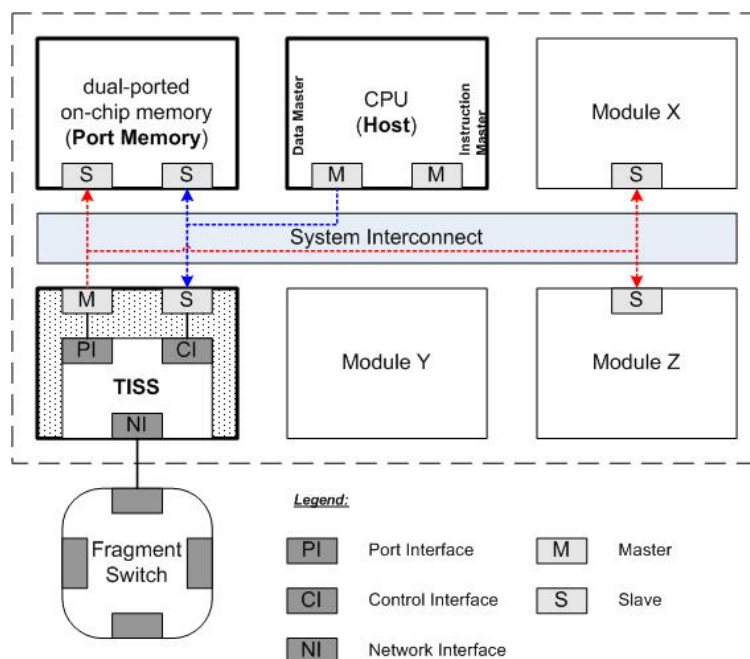 dual-ported
on-chip memory
(Port Memory)
S
S
Data Master
CPU
(Host)
Instruction
Master
M
M
Module X
S
System Interconnect
M
S
PI
CI
TISS
NI
Module Y
S
Module Z
Fragment
Switch
Legend:
PI
Port Interface
M
Master
CI
Control Interface
S
Slave
NI
Network Interface